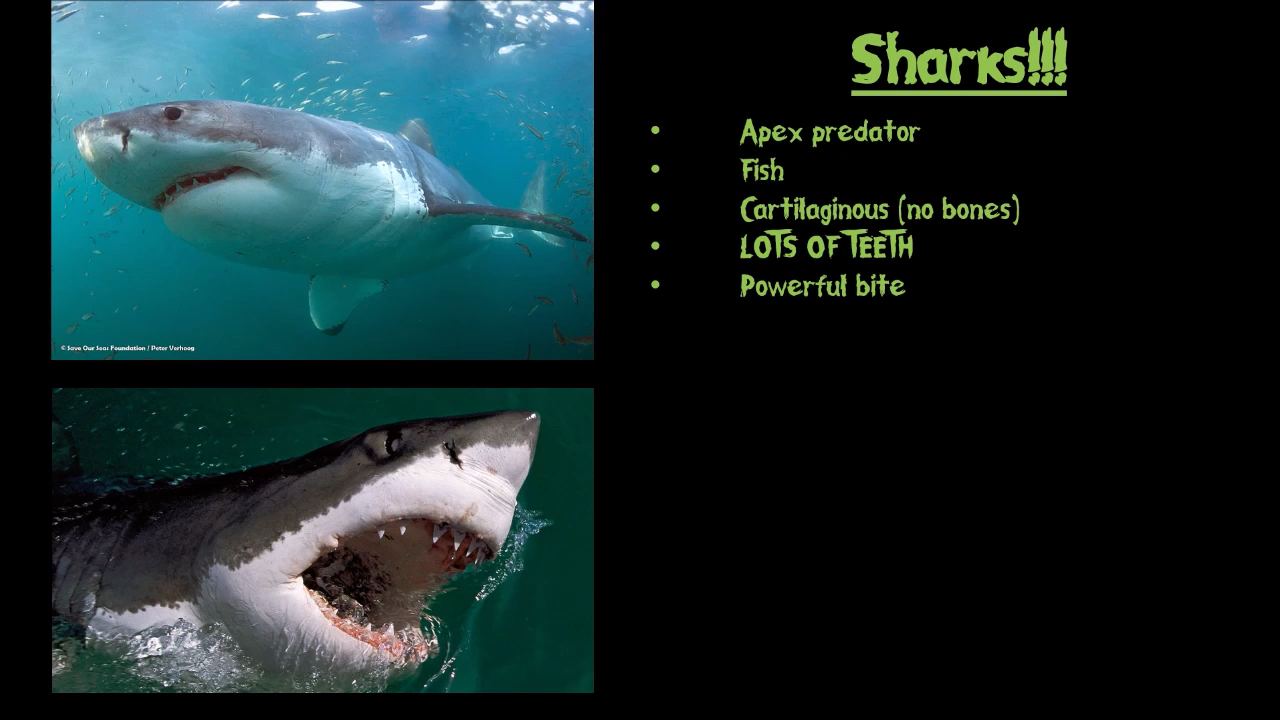 Sharks!!!
• Apex predator
• Fish
• Cartilaginous (no bones)
• LOTS OF TEETH
• Powerful bite
© Save Our Seas Foundation / Peter Verhoog